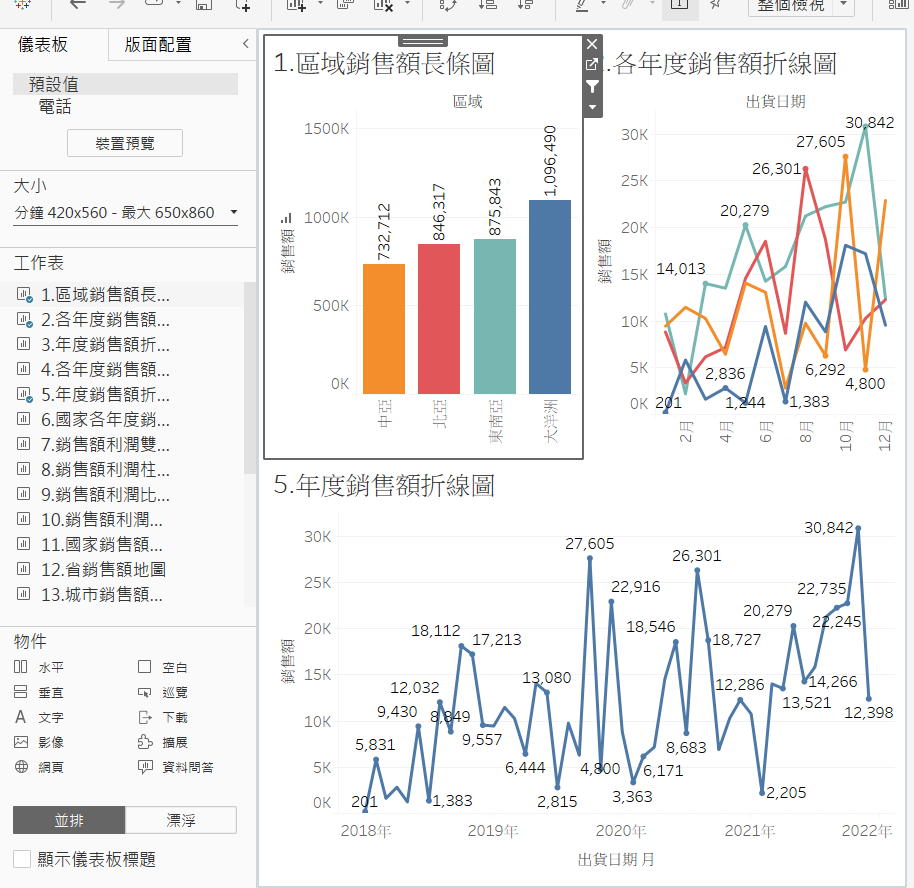 整個檢視
儀表板
版面配置
預設值
電話
裝置預覽
大小
分鐘 420x560 - 最大 650x860
工作表
1.區域銷售額長...
2.各年度銷售額...
3.年度銷售額折...
4.各年度銷售額...
5.年度銷售額折...
6.國家各年度銷...
7.銷售額利潤雙...
8.銷售額利潤柱...
9.銷售額利潤比...
10.銷售額利潤...
11.國家銷售額...
12.省銷售額地圖
13.城市銷售額...
物件
水平
空白
垂直
巡覽
A 文字
下載
影像
擴展
網頁
資料問答
並排
漂浮
顯示儀表板標題
1.區域銷售額長條圖
區域
1500K
1000K
500K
0K
銷售額
732,712
846,317
875,843
1,096,490
中亞
北亞
東南亞
大洋洲
.各年度銷售額折線圖
出貨日期
30K
25K
20K
15K
10K
5K
0K
銷售額
30,842
27,605
26,301
20,279
14,013
6,292
4,800
2,836
201
1,244
1,383
2月
4月
6月
8月
10月
12月
5.年度銷售額折線圖
30K
25K
20K
15K
10K
5K
0K
銷售額
30,842
27,605
26,301
22,916
22,735
20,279
22,245
18,112
17,213
18,546
18,727
12,032
13,080
12,286
14,266
13,521
9,430
8,849
12,398
9,557
8,683
5,831
6,444
4,800
6,171
201
1,383
2,815
3,363
2,205
2018年
2019年
2020年
2021年
2022年
出貨日期 月